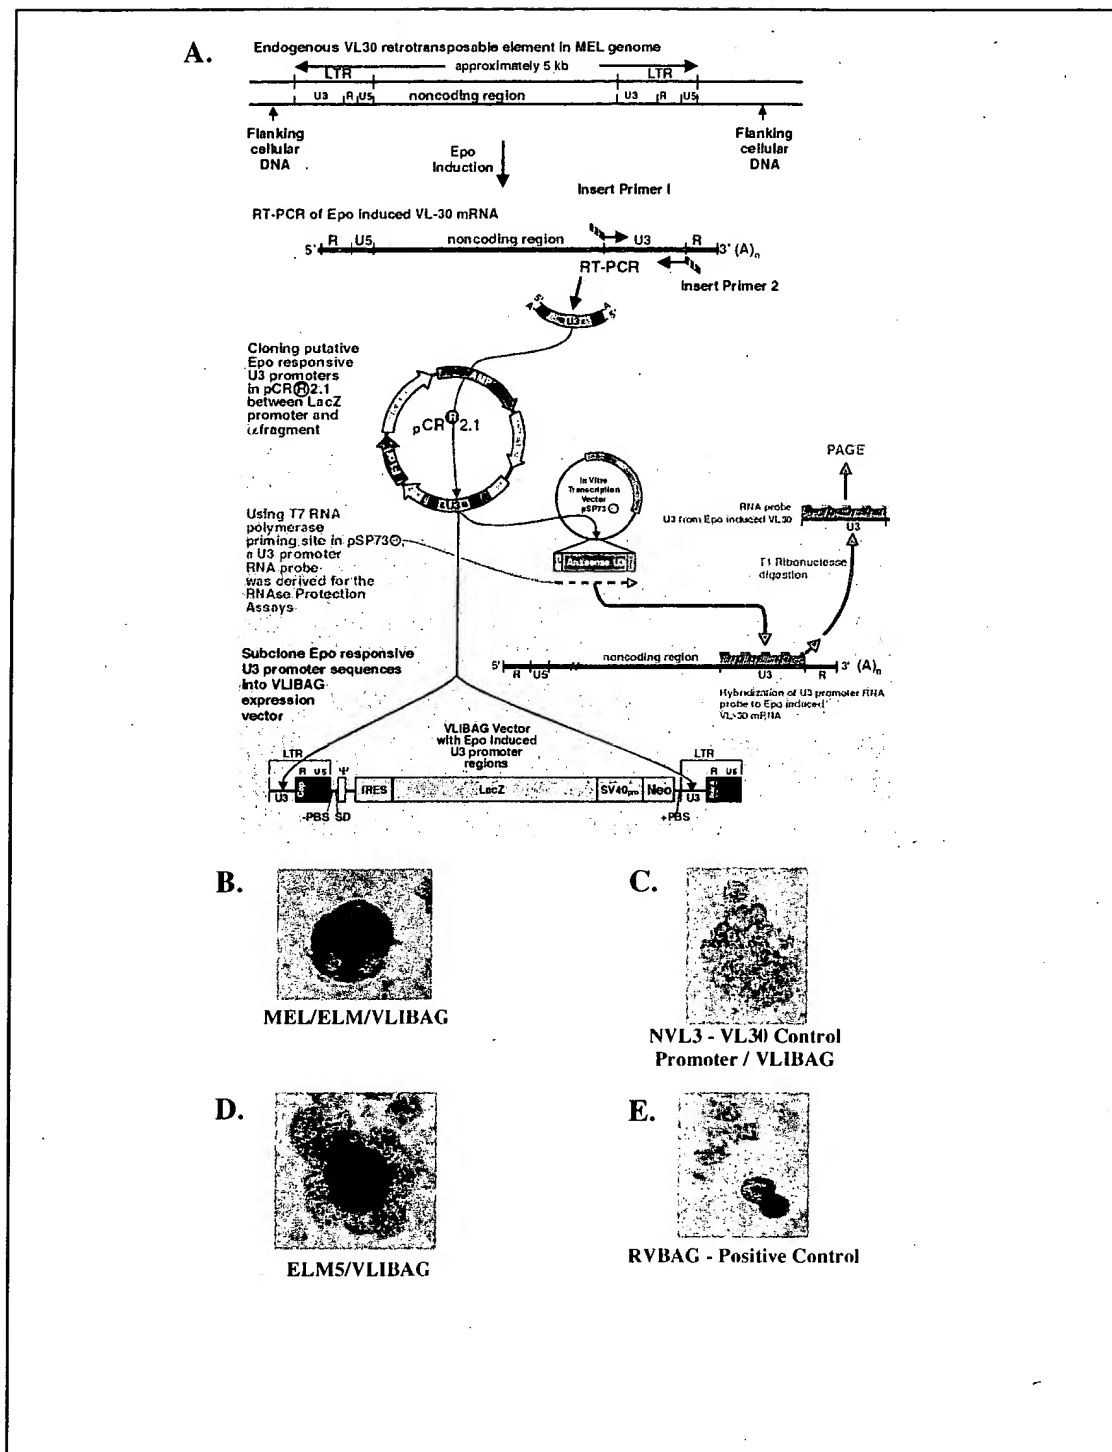 A.
Endogenous VL30 retrotransposable element in MEL genome
approximately 5 kb
LTR
LTR
U3 R U5 noncoding region U3 R U5
Flanking
cellular
DNA
Flanking
cellular
DNA
Epo
Induction
Insert Primer 1
RT-PCR of Epo Induced VL-30 mRNA
R U5 noncoding region U3 R
5' 3' (A)n
RT-PCR
Insert Primer 2
5' A U3 A 5'
Cloning putative
Epo responsive
U3 promoters
in pCR®2.1
between LacZ
promoter and
α fragment
pCR® 2.1
U3
In Vitro
Transcription
Vector
pSP73
Antisense U3
PAGE
RNA probe
U3 from Epo induced VL30
U3
T1 Ribonuclease
digestion
Using T7 RNA
polymerase
priming site in pSP73
a U3 promoter
RNA probe
was derived for the
RNAse Protection
Assays
5' noncoding region 3' (A)n
R U5 U3 R
Hybridization of U3 promoter RNA
probe to Epo induced
VL-30 mRNA
Subclone Epo responsive
U3 promoter sequences
into VLIBAG
expression
vector
VLIBAG Vector
with Epo Induced
U3 promoter
regions
LTR
LTR
R U5 Ψ
R U5
U3 Cap IRES LacZ SV40pro Neo U3
-PBS SD +PBS
B.
MEL/ELM/VLIBAG
C.
NVL3 - VL30 Control
Promoter / VLIBAG
D.
ELM5/VLIBAG
E.
RVBAG - Positive Control